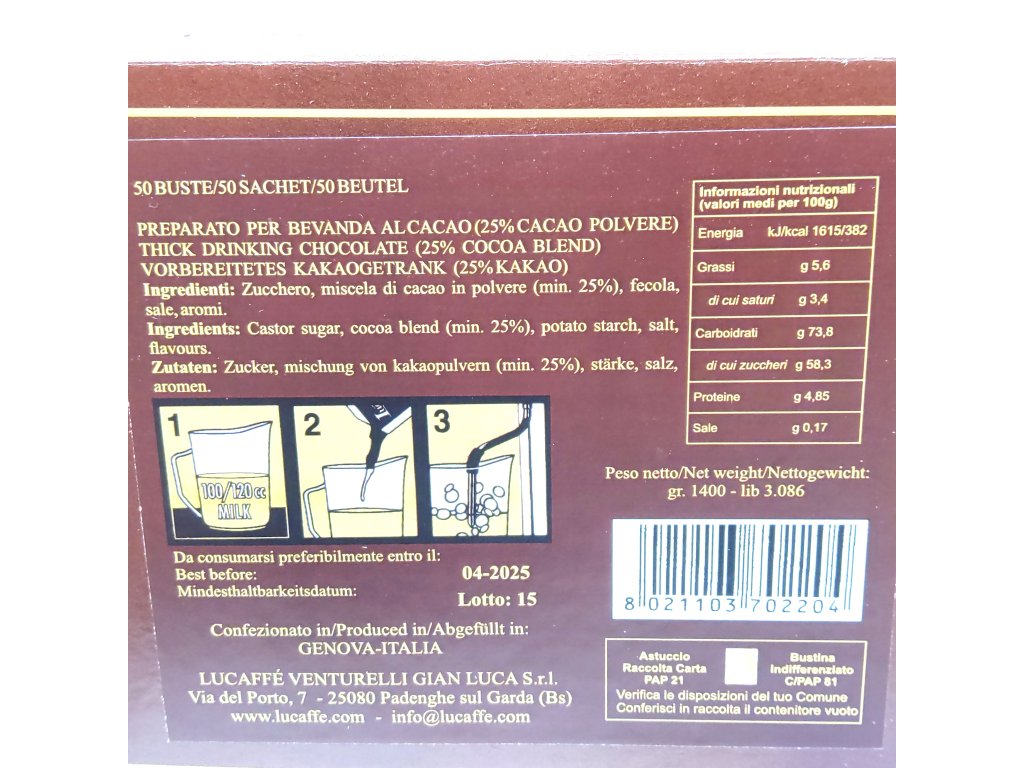 50 BUSTE/50 SACHET/50 BEUTEL
PREPARATO PER BEVANDA AL CACAO (25% CACAO POLVERE)
THICK DRINKING CHOCOLATE (25% COCOA BLEND)
VORBEREITETES KAKAOGETRANK (25% KAKAO)
Ingredienti: Zucchero, miscela di cacao in polvere (min. 25%), fecola,
sale, aromi.
Ingredients: Castor sugar, cocoa blend (min. 25%), potato starch, salt,
flavours.
Zutaten: Zucker, mischung von kakaopulvern (min. 25%), stärke, salz,
aromen.
1
100/120 cc
MILK
2
3
Da consumarsi preferibilmente entro il:
Best before:
Mindesthaltbarkeitsdatum:
04-2025
Lotto: 15
Confezionato in/Produced in/Abgefüllt in:
GENOVA-ITALIA
LUCAFFÉ VENTURELLI GIAN LUCA S.r.l.
Via del Porto, 7 - 25080 Padenghe sul Garda (Bs)
www.lucaffe.com - info@lucaffe.com
Informazioni nutrizionali
(valori medi per 100g)
Energia kJ/kcal 1615/382
Grassi g 5,6
di cui saturi g 3,4
Carboidrati g 73,8
di cui zuccheri g 58,3
Proteine g 4,85
Sale g 0,17
Peso netto/Net weight/Nettogewicht:
gr. 1400 - lib 3.086
8 021103 702204
Astuccio
Raccolta Carta
PAP 21
Bustina
Indifferenziato
C/PAP 81
Verifica le disposizioni del tuo Comune
Conferisci in raccolta il contenitore vuoto